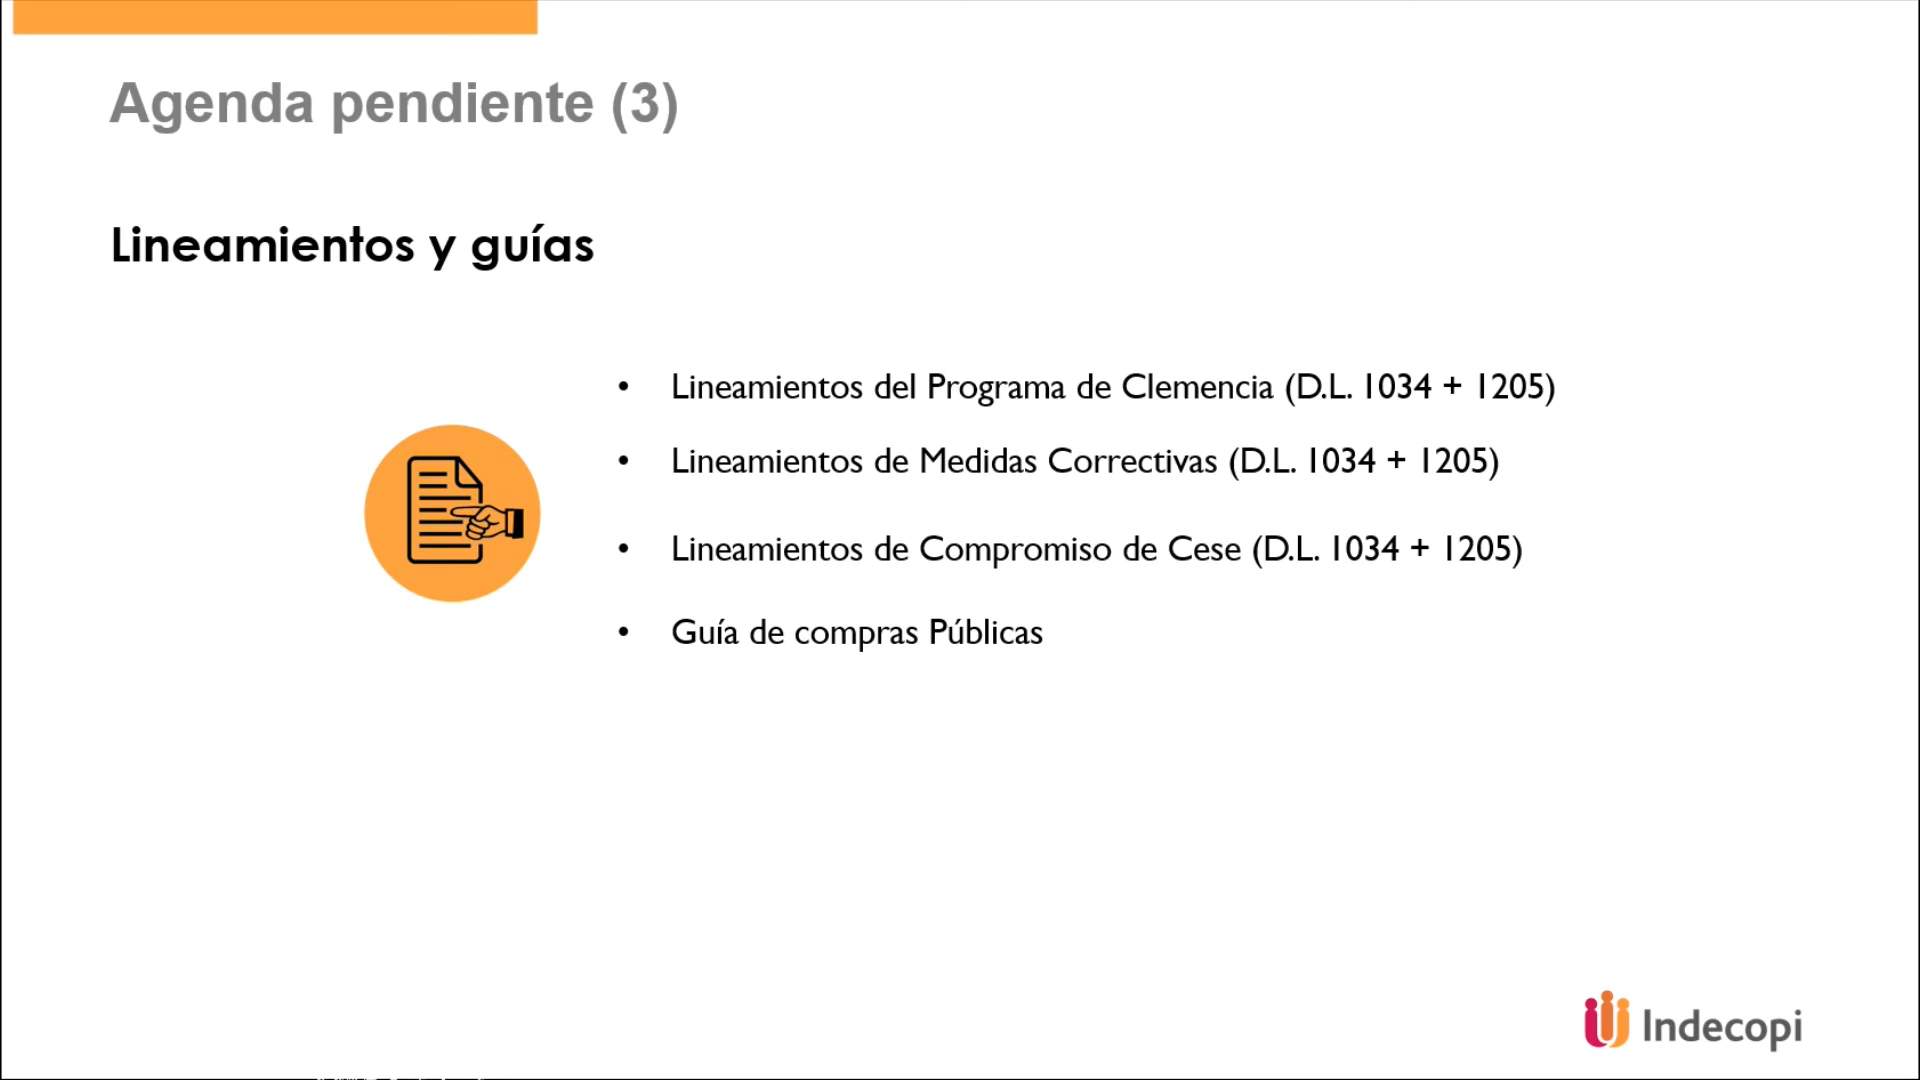 Agenda pendiente (3)
Lineamientos y guías
• Lineamientos del Programa de Clemencia (D.L. 1034 + 1205)
• Lineamientos de Medidas Correctivas (D.L. 1034 + 1205)
• Lineamientos de Compromiso de Cese (D.L. 1034 + 1205)
• Guía de compras Públicas
Indecopi